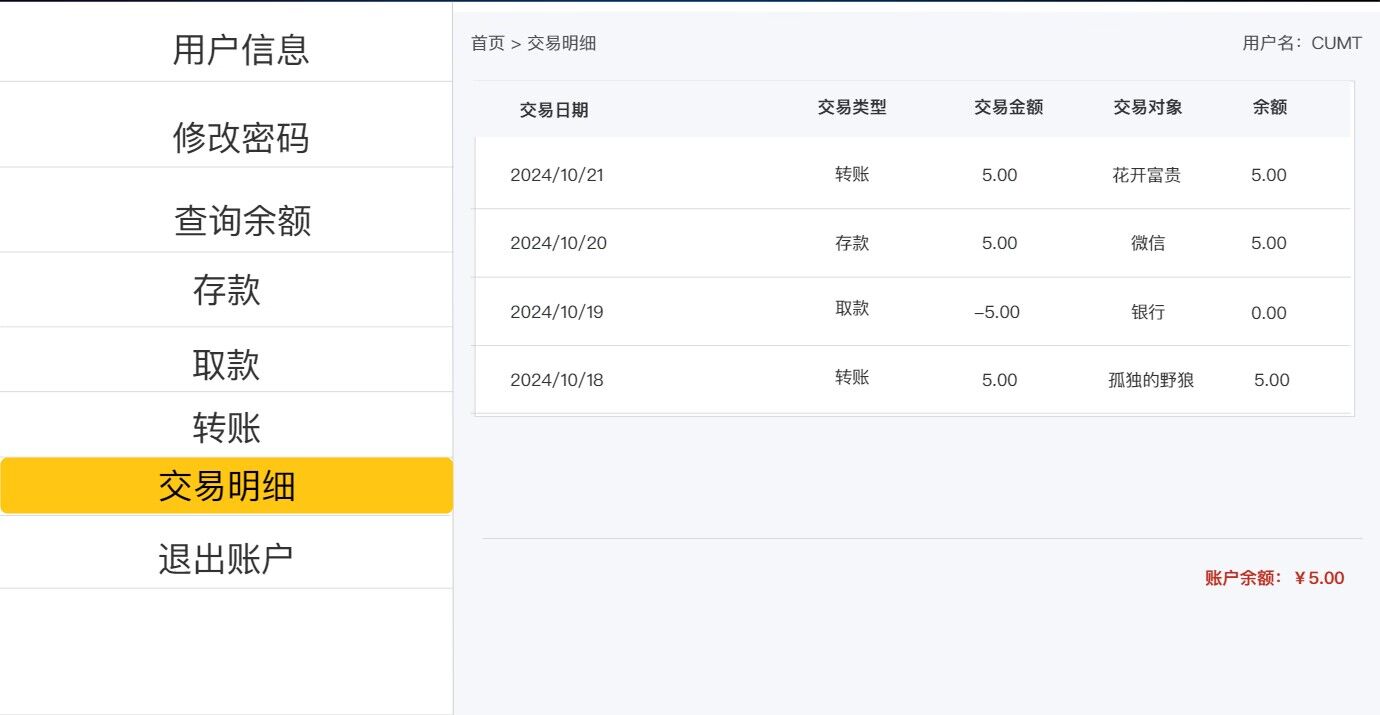 用户信息
修改密码
查询余额
存款
取款
转账
交易明细
退出账户
首页 > 交易明细
用户名：CUMT
交易日期 交易类型 交易金额 交易对象 余额
2024/10/21 转账 5.00 花开富贵 5.00
2024/10/20 存款 5.00 微信 5.00
2024/10/19 取款 –5.00 银行 0.00
2024/10/18 转账 5.00 孤独的野狼 5.00
账户余额：￥5.00